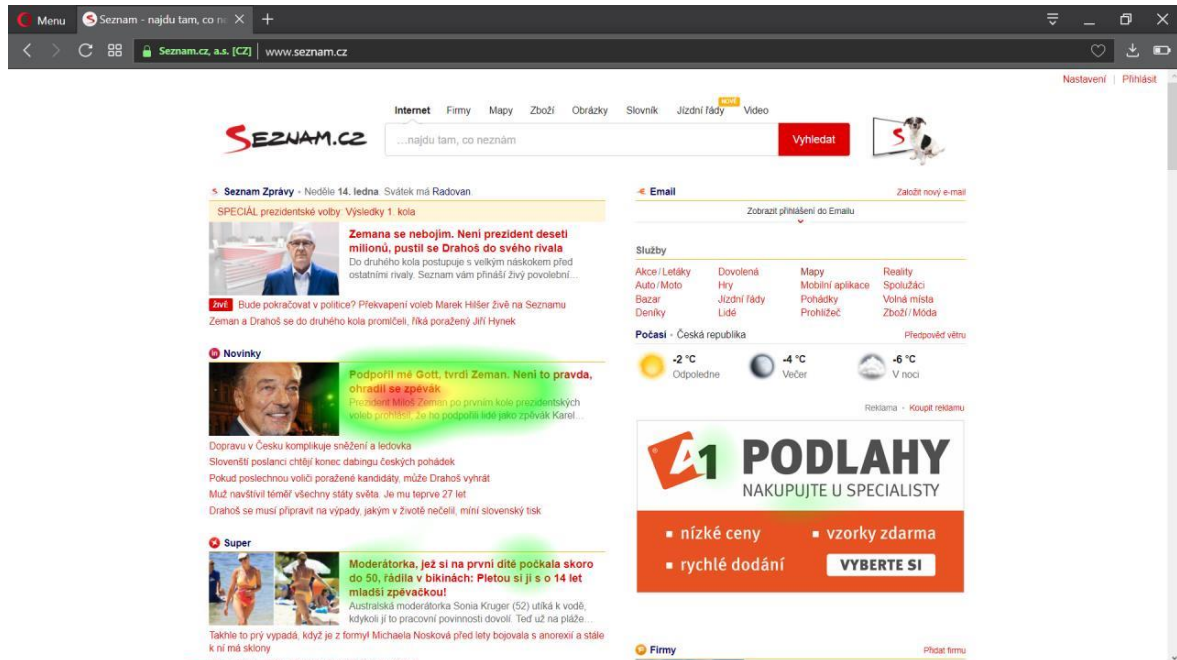 Menu
Seznam - najdu tam, co n
Seznam.cz, a.s. [CZ] www.seznam.cz
Nastavení Přihlásit
Internet Firmy Mapy Zboží Obrázky Slovník Jízdní řády Video
NOVÉ
SEZNAM.CZ
...najdu tam, co neznám
Vyhledat
Seznam Zprávy - Neděle 14. ledna. Svátek má Radovan.
SPECIÁL prezidentské volby: Výsledky 1. kola
Zemana se nebojím. Není prezident deseti
milionů, pustil se Drahoš do svého rivala
Do druhého kola postupuje s velkým náskokem před
ostatními rivaly. Seznam vám přináší živý povolební...
ŽIVĚ Bude pokračovat v politice? Překvapení voleb Marek Hilšer živě na Seznamu
Zeman a Drahoš se do druhého kola promlčeli, říká poražený Jiří Hynek
Novinky
Podpořil mě Gott, tvrdí Zeman. Není to pravda,
ohradil se zpěvák
Prezident Miloš Zeman po prvním kole prezidentských
voleb prohlásil, že ho podpořili lidé jako zpěvák Karel...
Dopravu v Česku komplikuje sněžení a ledovka
Slovenští poslanci chtějí konec dabingu českých pohádek
Pokud poslechnou voliči poražené kandidáty, může Drahoš vyhrát
Muž navštívil téměř všechny státy světa. Je mu teprve 27 let
Drahoš se musí připravit na výpady, jakým v životě nečelil, míní slovenský tisk
Super
Moderátorka, jež si na první dítě počkala skoro
do 50, řádila v bikinách: Pletou si ji s o 14 let
mladší zpěvačkou!
Australská moderátorka Sonia Kruger (52) utíká k vodě,
kdykoli jí to pracovní povinnosti dovolí. Teď už na pláže...
Takhle to prý vypadá, když je z formy! Michaela Nosková před lety bojovala s anorexií a stále
k ní má sklony
Email Založit nový e-mail
Zobrazit přihlášení do Emailu
Služby
Akce / Letáky Dovolená Mapy Reality
Auto / Moto Hry Mobilní aplikace Spolužáci
Bazar Jízdní řády Pohádky Volná místa
Deníky Lidé Prohlížeč Zboží / Móda
Počasí - Česká republika Předpověď větru
-2 °C -4 °C -6 °C
Odpoledne Večer V noci
Reklama - Koupit reklamu
A1 PODLAHY
NAKUPUJTE U SPECIALISTY
nízké ceny vzorky zdarma
rychlé dodání VYBERTE SI
Firmy Přidat firmu